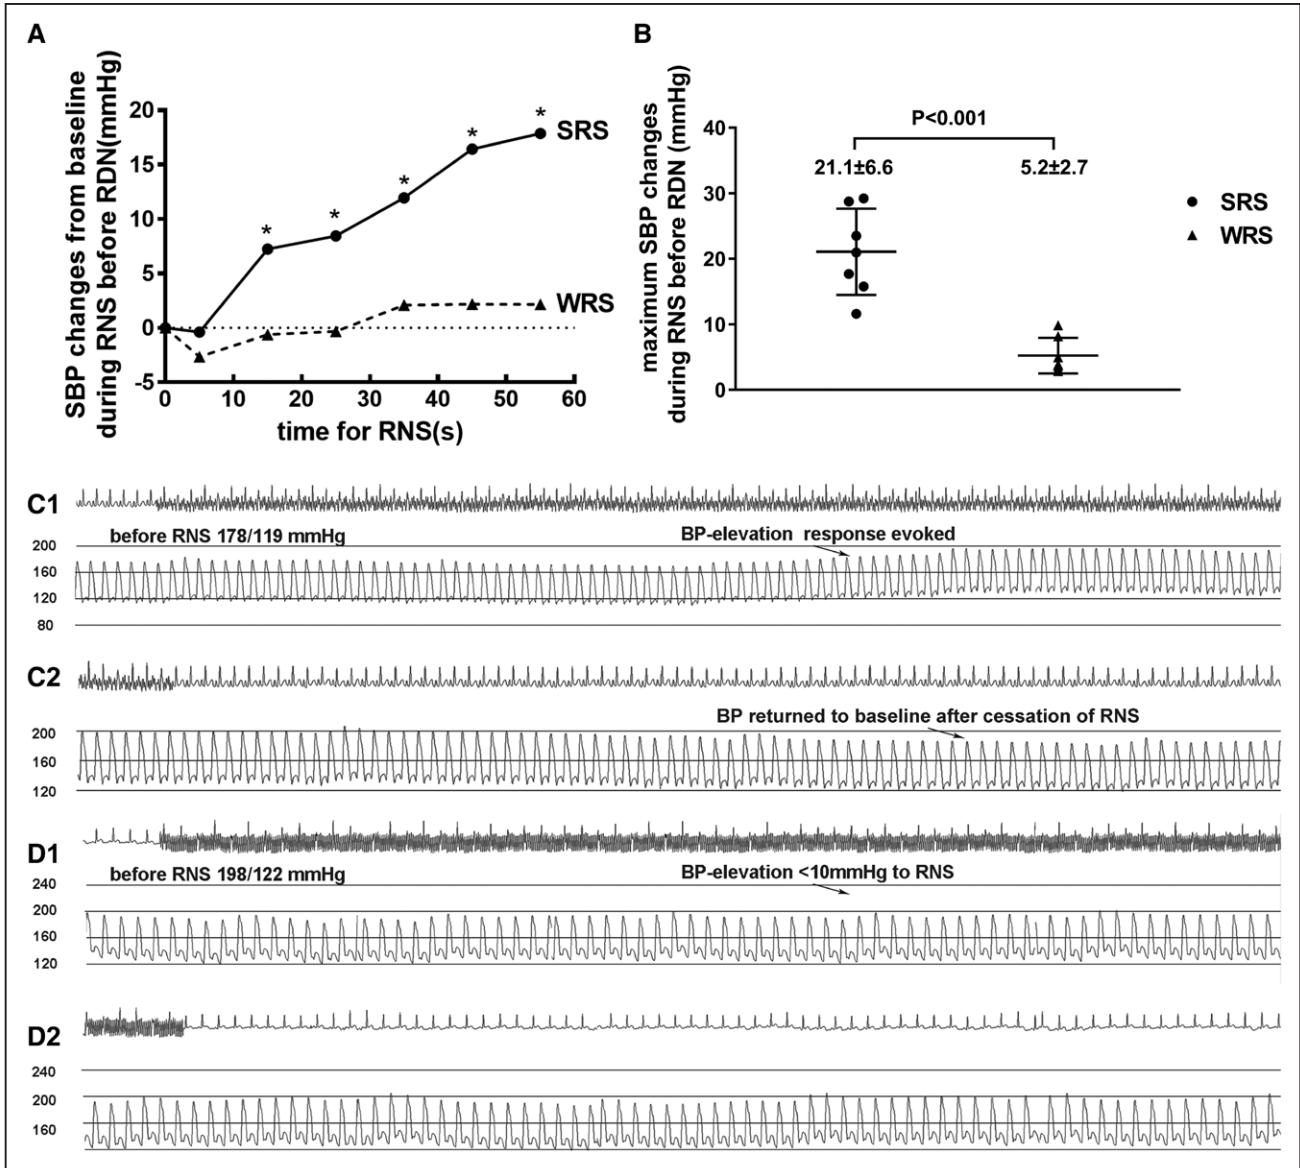 A
SBP changes from baseline
during RNS before RDN(mmHg)
20
15
10
5
0
-5
*
*
*
*
*
SRS
WRS
0 10 20 30 40 50 60
time for RNS(s)
B
maximum SBP changes
during RNS before RDN (mmHg)
40
30
20
10
0
P<0.001
21.1±6.6 5.2±2.7
SRS
WRS
C1
before RNS 178/119 mmHg
BP-elevation response evoked
200
160
120
80
C2
BP returned to baseline after cessation of RNS
200
160
120
D1
before RNS 198/122 mmHg
BP-elevation <10mmHg to RNS
240
200
160
120
D2
240
200
160